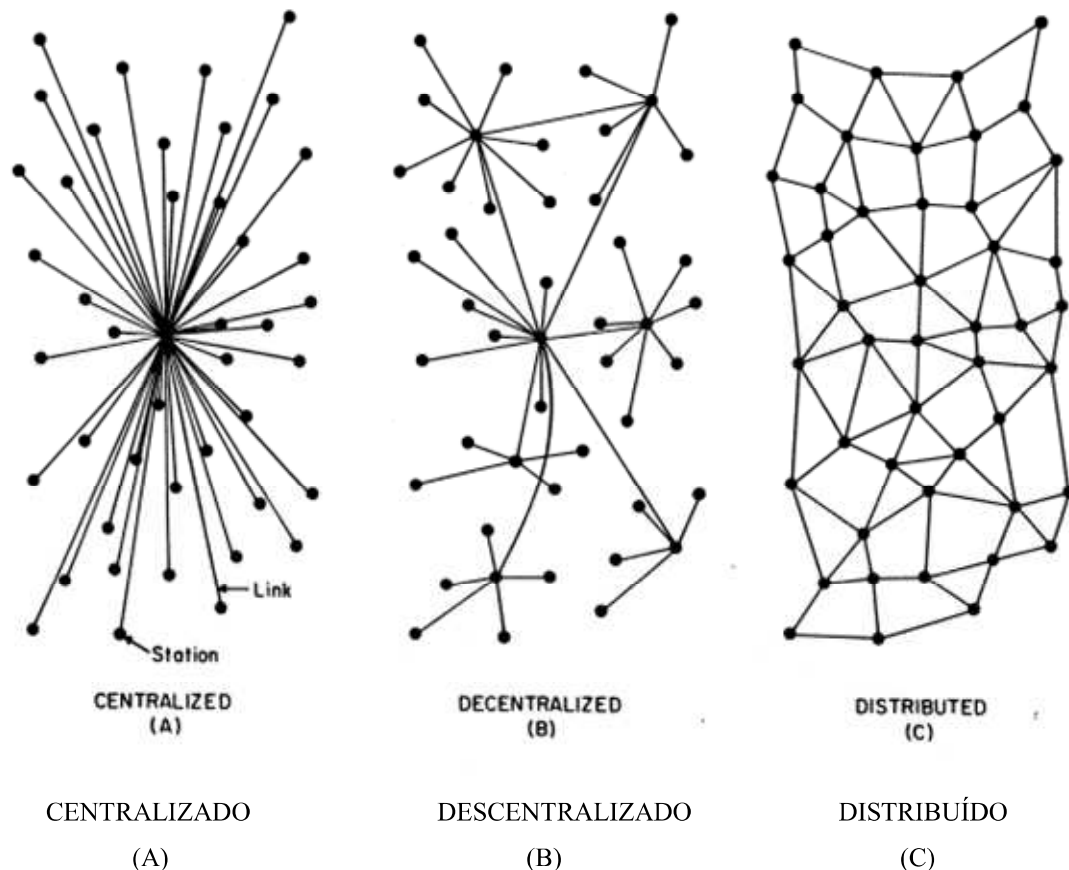 Link
Station
CENTRALIZED
(A)
DECENTRALIZED
(B)
DISTRIBUTED
(C)
CENTRALIZADO
DESCENTRALIZADO
DISTRIBUÍDO
(A)
(B)
(C)